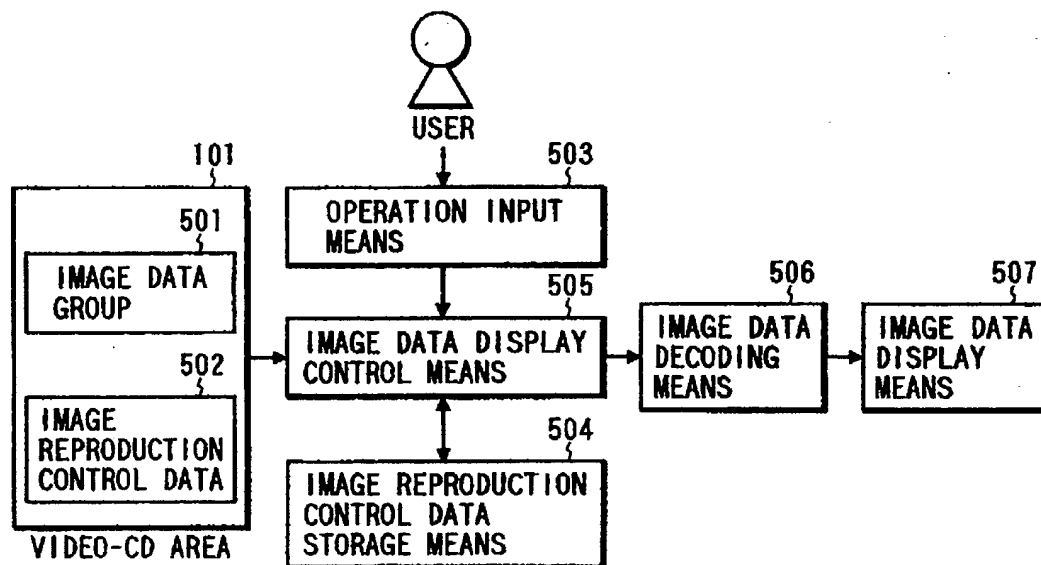 USER
101
503
501
OPERATION INPUT
MEANS
IMAGE DATA
GROUP
505
506
507
IMAGE DATA DISPLAY
CONTROL MEANS
IMAGE DATA
DECODING
MEANS
IMAGE DATA
DISPLAY
MEANS
502
IMAGE
REPRODUCTION
CONTROL DATA
504
IMAGE REPRODUCTION
CONTROL DATA
STORAGE MEANS
VIDEO-CD AREA